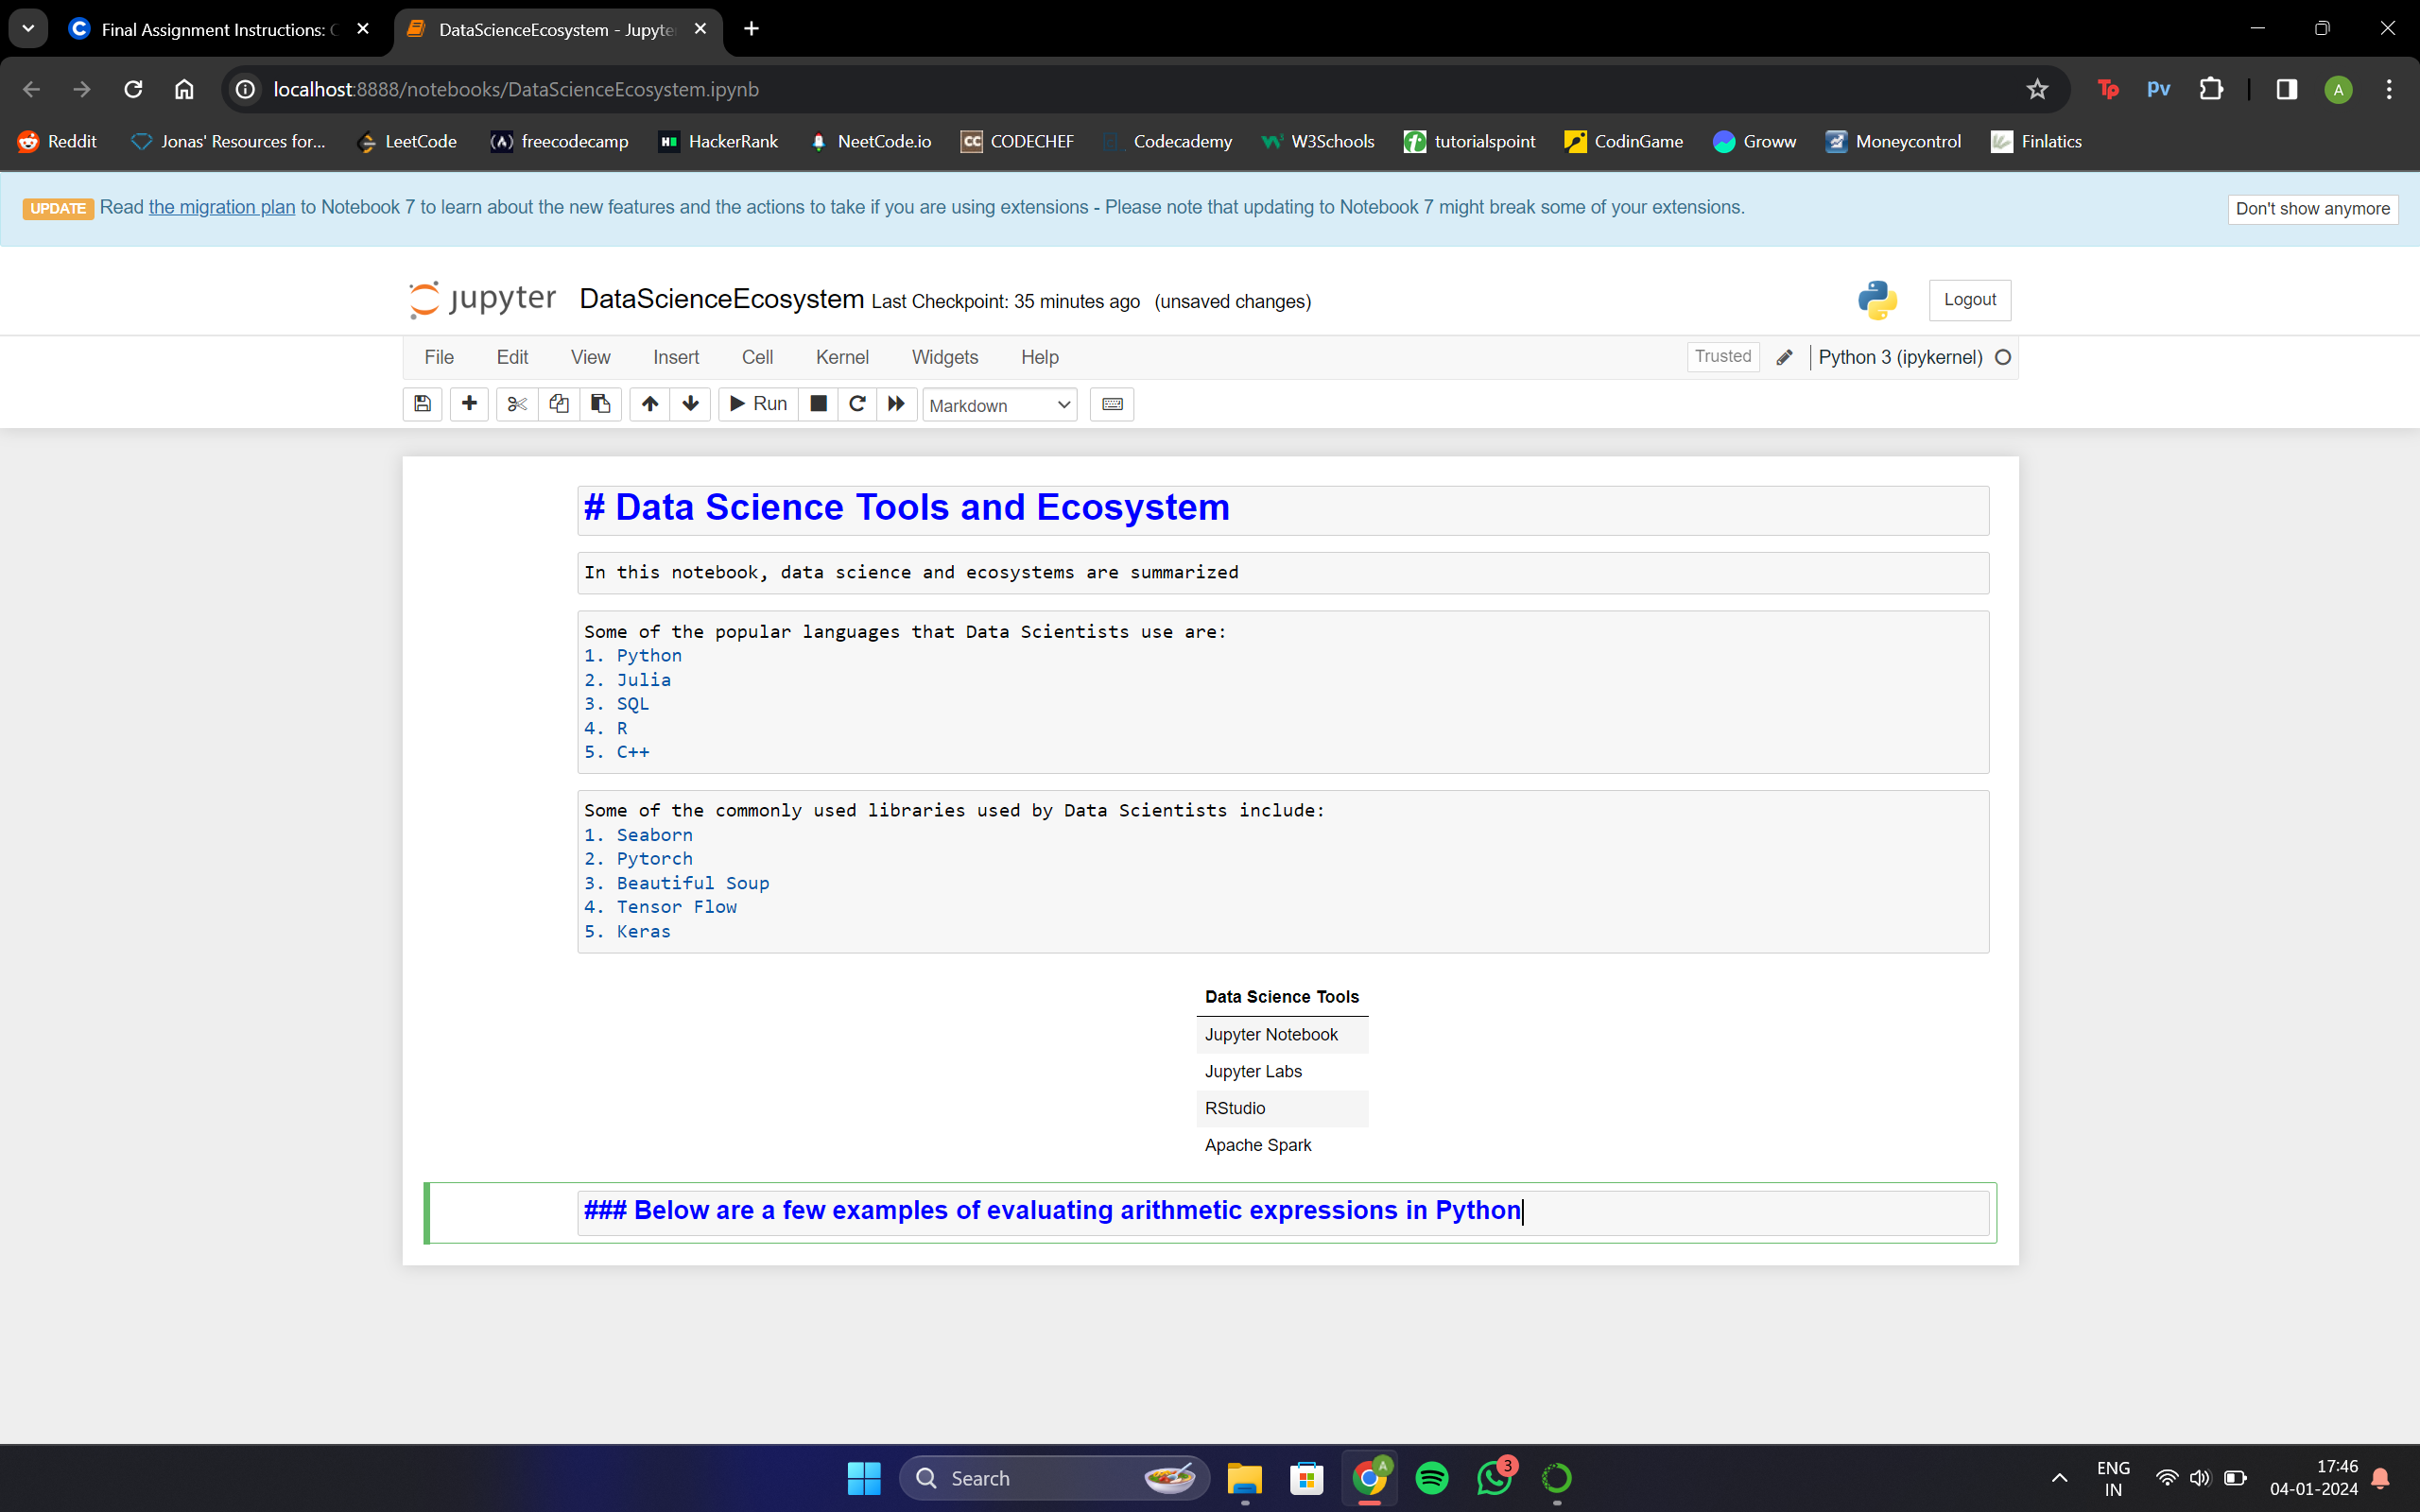 Final Assignment Instructions:
DataScienceEcosystem - Jupyte
localhost:8888/notebooks/DataScienceEcosystem.ipynb
Tp
pv
A
Reddit
Jonas' Resources for...
LeetCode
freecodecamp
HackerRank
NeetCode.io
CODECHEF
Codecademy
W3Schools
tutorialspoint
CodinGame
Groww
Moneycontrol
Finlatics
UPDATE Read the migration plan to Notebook 7 to learn about the new features and the actions to take if you are using extensions - Please note that updating to Notebook 7 might break some of your extensions.
Don't show anymore
jupyter DataScienceEcosystem Last Checkpoint: 35 minutes ago (unsaved changes)
Logout
File Edit View Insert Cell Kernel Widgets Help
Trusted
Python 3 (ipykernel)
Run
Markdown
# Data Science Tools and Ecosystem
In this notebook, data science and ecosystems are summarized
Some of the popular languages that Data Scientists use are:
1. Python
2. Julia
3. SQL
4. R
5. C++
Some of the commonly used libraries used by Data Scientists include:
1. Seaborn
2. Pytorch
3. Beautiful Soup
4. Tensor Flow
5. Keras
Data Science Tools
Jupyter Notebook
Jupyter Labs
RStudio
Apache Spark
### Below are a few examples of evaluating arithmetic expressions in Python
Search
A
3
ENG
IN
17:46
04-01-2024